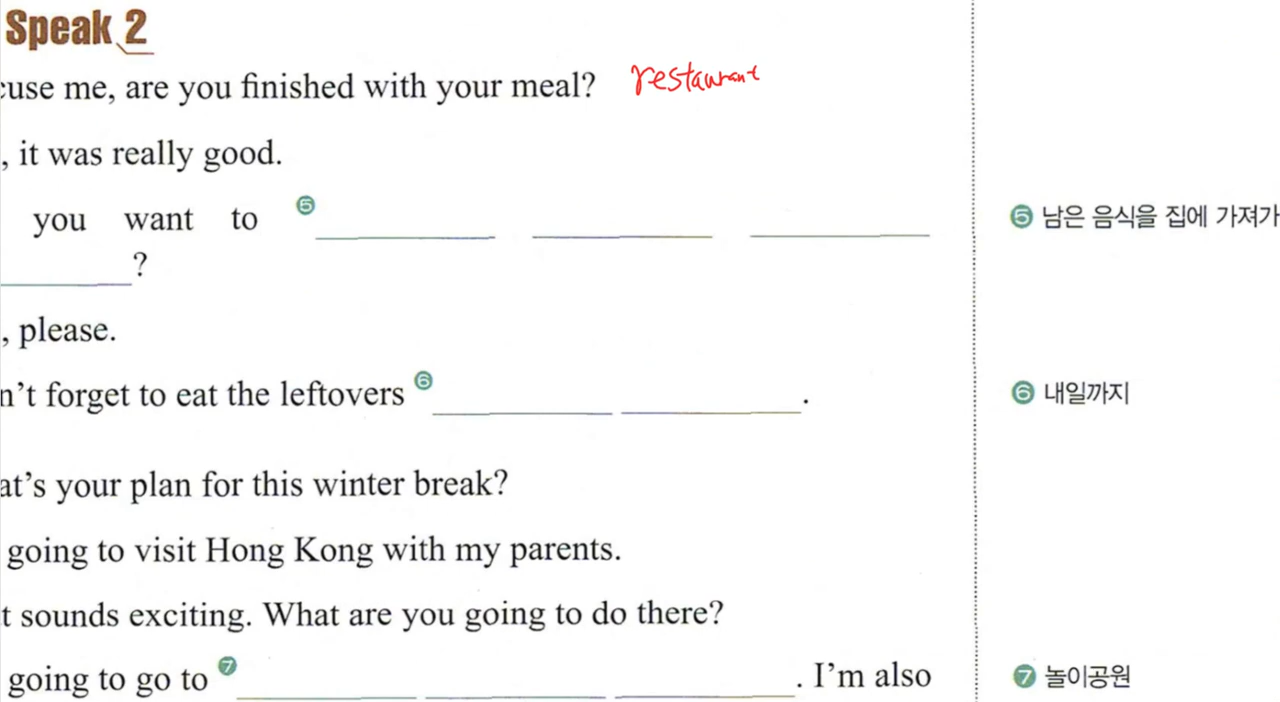 Speak 2
cuse me, are you finished with your meal? restaurant
, it was really good.
you want to ⑤ ?
⑤ 남은 음식을 집에 가져가
, please.
n't forget to eat the leftovers ⑥ .
⑥ 내일까지
at's your plan for this winter break?
going to visit Hong Kong with my parents.
t sounds exciting. What are you going to do there?
going to go to ⑦ . I'm also
⑦ 놀이공원